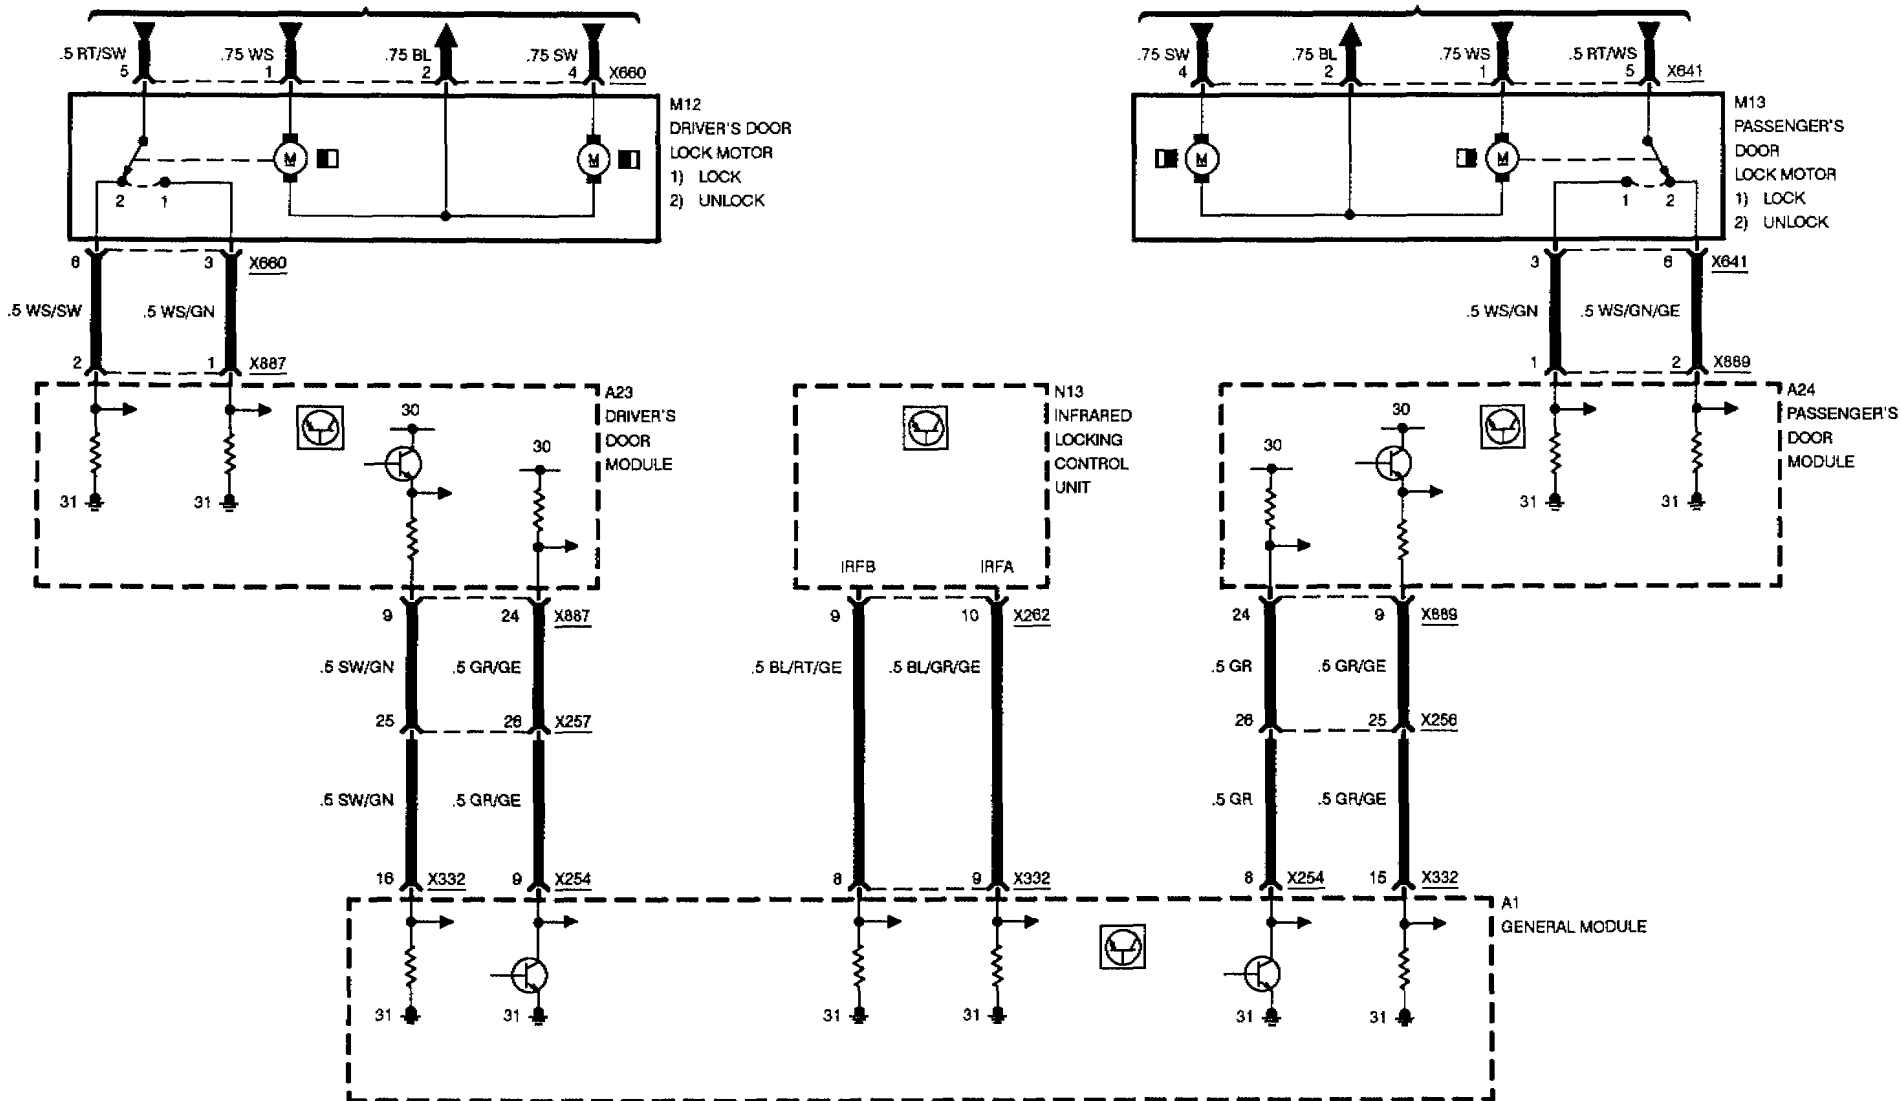 .5 RT/SW .75 WS .75 BL .75 SW
5 1 2 4 X660
.75 SW .75 BL .75 WS .5 RT/WS
4 2 1 5 X641
M12
DRIVER'S DOOR
LOCK MOTOR
1) LOCK
2) UNLOCK
M M
2 1
M13
PASSENGER'S
DOOR
LOCK MOTOR
1) LOCK
2) UNLOCK
M M
1 2
6 3 X660
3 6 X641
.5 WS/SW .5 WS/GN
.5 WS/GN .5 WS/GN/GE
2 1 X887
1 2 X889
A23
DRIVER'S
DOOR
MODULE
30
30
31 31
N13
INFRARED
LOCKING
CONTROL
UNIT
IRFB IRFA
A24
PASSENGER'S
DOOR
MODULE
30
30
31 31
9 24 X887
9 10 X262
24 9 X889
.5 SW/GN .5 GR/GE
.5 BL/RT/GE .5 BL/GR/GE
.5 GR .5 GR/GE
25 26 X257
26 25 X256
.5 SW/GN .5 GR/GE
.5 GR .5 GR/GE
16 X332 9 X254
8 9 X332
8 X254 15 X332
A1
GENERAL MODULE
31 31 31 31 31 31